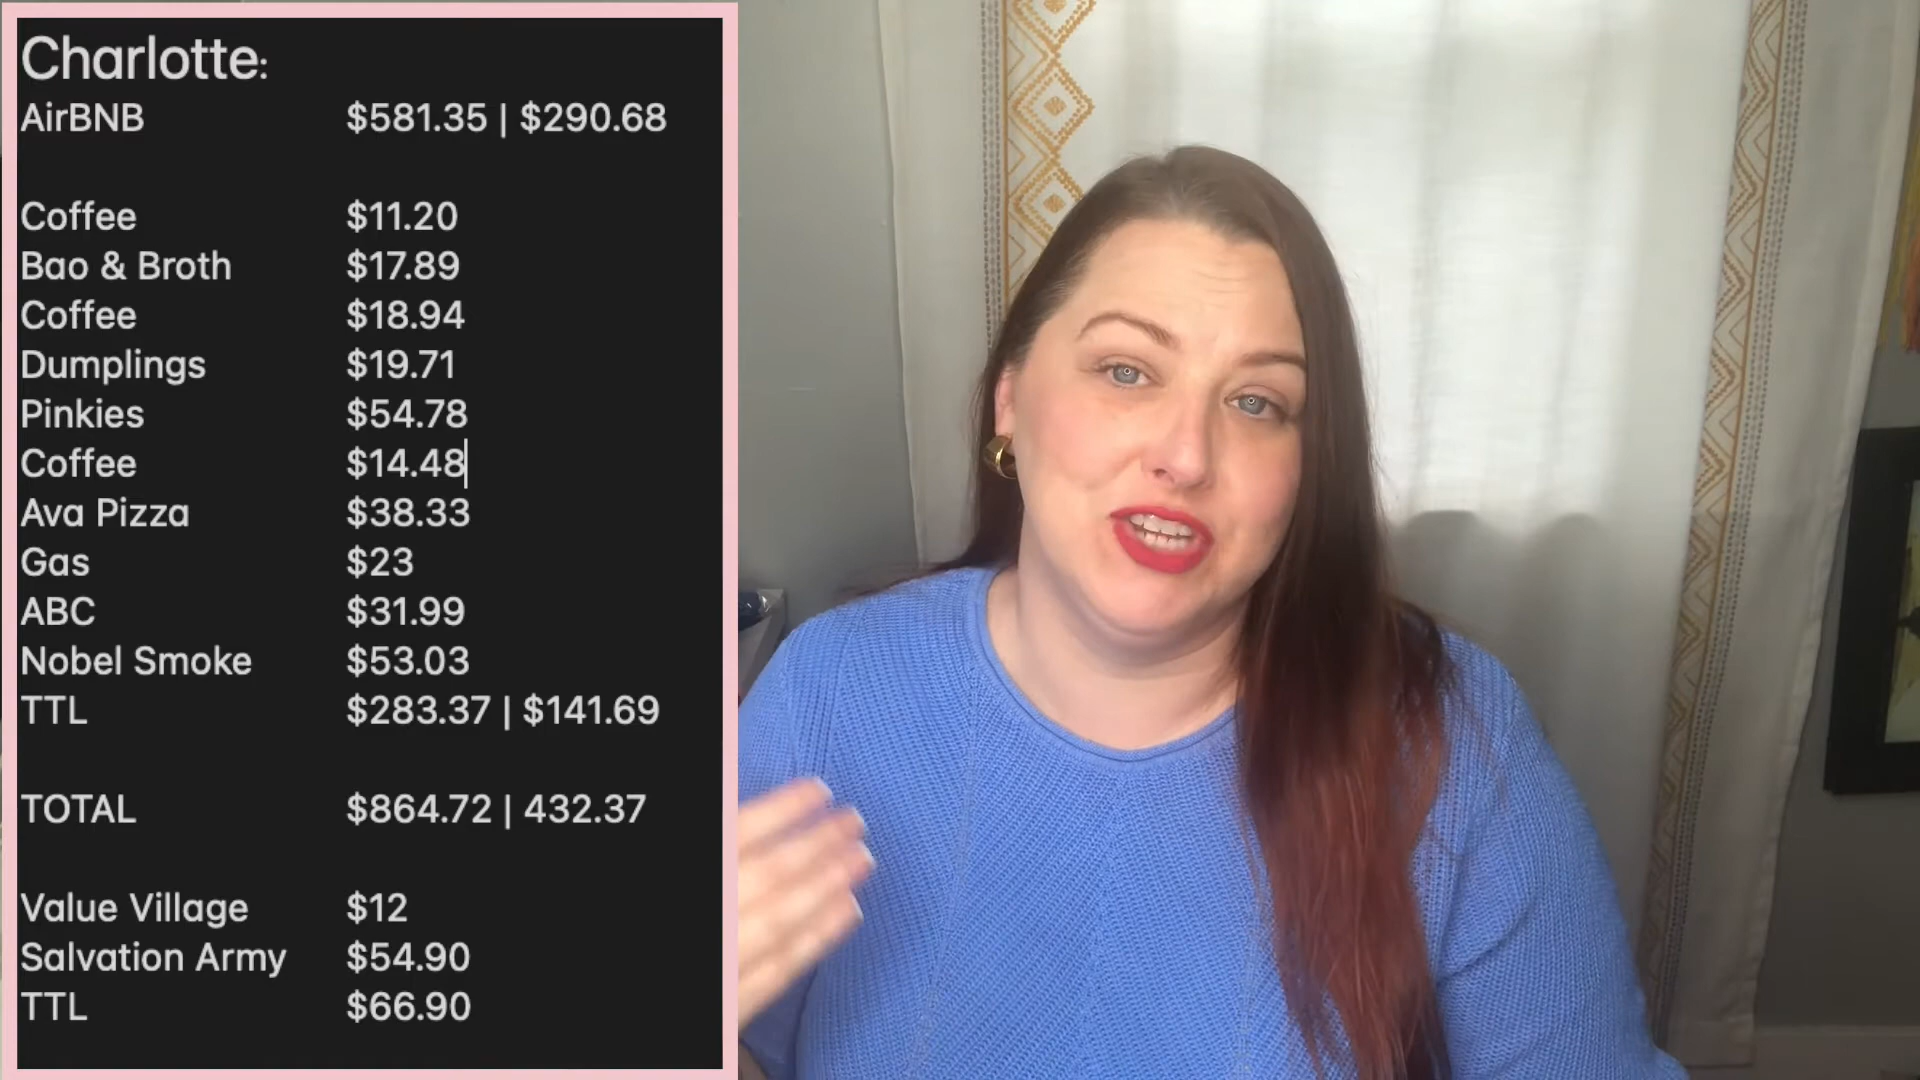 Charlotte:
AirBNB $581.35 | $290.68
Coffee $11.20
Bao & Broth $17.89
Coffee $18.94
Dumplings $19.71
Pinkies $54.78
Coffee $14.48
Ava Pizza $38.33
Gas $23
ABC $31.99
Nobel Smoke $53.03
TTL $283.37 | $141.69
TOTAL $864.72 | 432.37
Value Village $12
Salvation Army $54.90
TTL $66.90